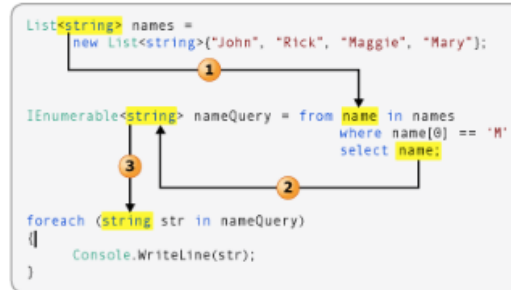 List<string> names =
new List<string>{"John", "Rick", "Maggie", "Mary"};
1
IEnumerable<string> nameQuery = from name in names
where name[0] == 'M'
select name;
3
2
foreach (string str in nameQuery)
{
Console.WriteLine(str);
}